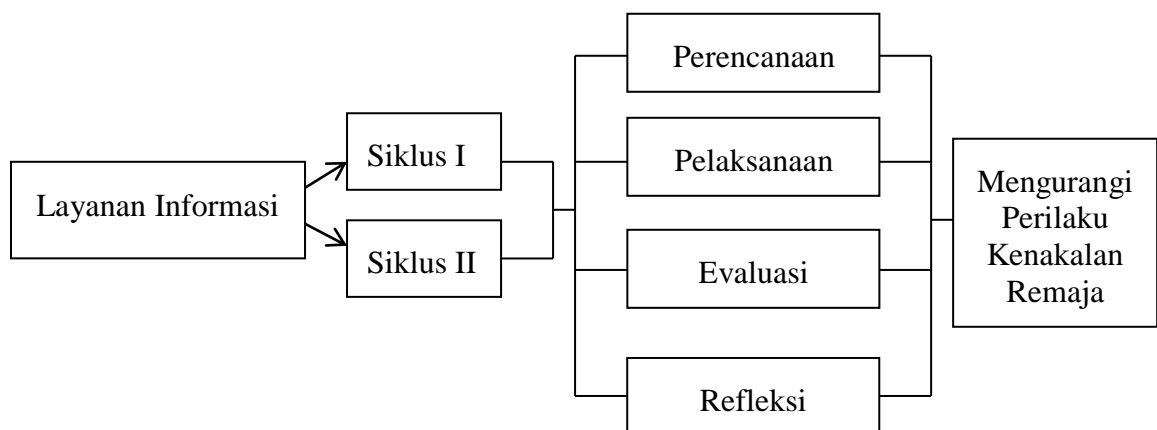 Layanan Informasi
Siklus I
Siklus II
Perencanaan
Pelaksanaan
Evaluasi
Refleksi
Mengurangi
Perilaku
Kenakalan
Remaja